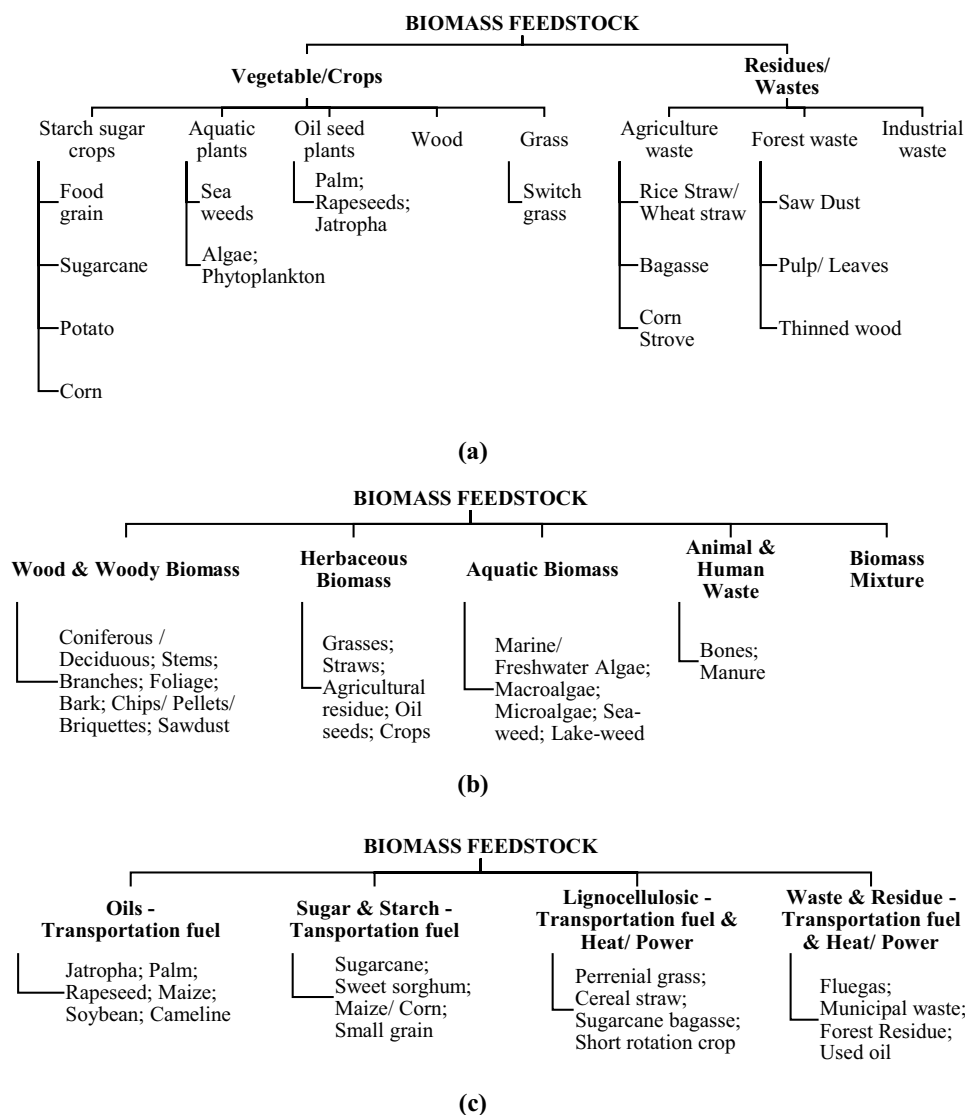 BIOMASS FEEDSTOCK
Vegetable/Crops
Residues/
Wastes
Starch sugar
crops
Aquatic
plants
Oil seed
plants
Wood
Grass
Agriculture
waste
Forest waste
Industrial
waste
Food
grain
Sugarcane
Potato
Corn
Sea
weeds
Algae;
Phytoplankton
Palm;
Rapeseeds;
Jatropha
Switch
grass
Rice Straw/
Wheat straw
Bagasse
Corn
Strove
Saw Dust
Pulp/ Leaves
Thinned wood
(a)
BIOMASS FEEDSTOCK
Wood & Woody Biomass
Herbaceous
Biomass
Aquatic Biomass
Animal &
Human
Waste
Biomass
Mixture
Coniferous /
Deciduous; Stems;
Branches; Foliage;
Bark; Chips/ Pellets/
Briquettes; Sawdust
Grasses;
Straws;
Agricultural
residue; Oil
seeds; Crops
Marine/
Freshwater Algae;
Macroalgae;
Microalgae; Sea-
weed; Lake-weed
Bones;
Manure
(b)
BIOMASS FEEDSTOCK
Oils -
Transportation fuel
Sugar & Starch -
Tansportation fuel
Lignocellulosic -
Transportation fuel &
Heat/ Power
Waste & Residue -
Transportation fuel
& Heat/ Power
Jatropha; Palm;
Rapeseed; Maize;
Soybean; Cameline
Sugarcane;
Sweet sorghum;
Maize/ Corn;
Small grain
Perrenial grass;
Cereal straw;
Sugarcane bagasse;
Short rotation crop
Fluegas;
Municipal waste;
Forest Residue;
Used oil
(c)